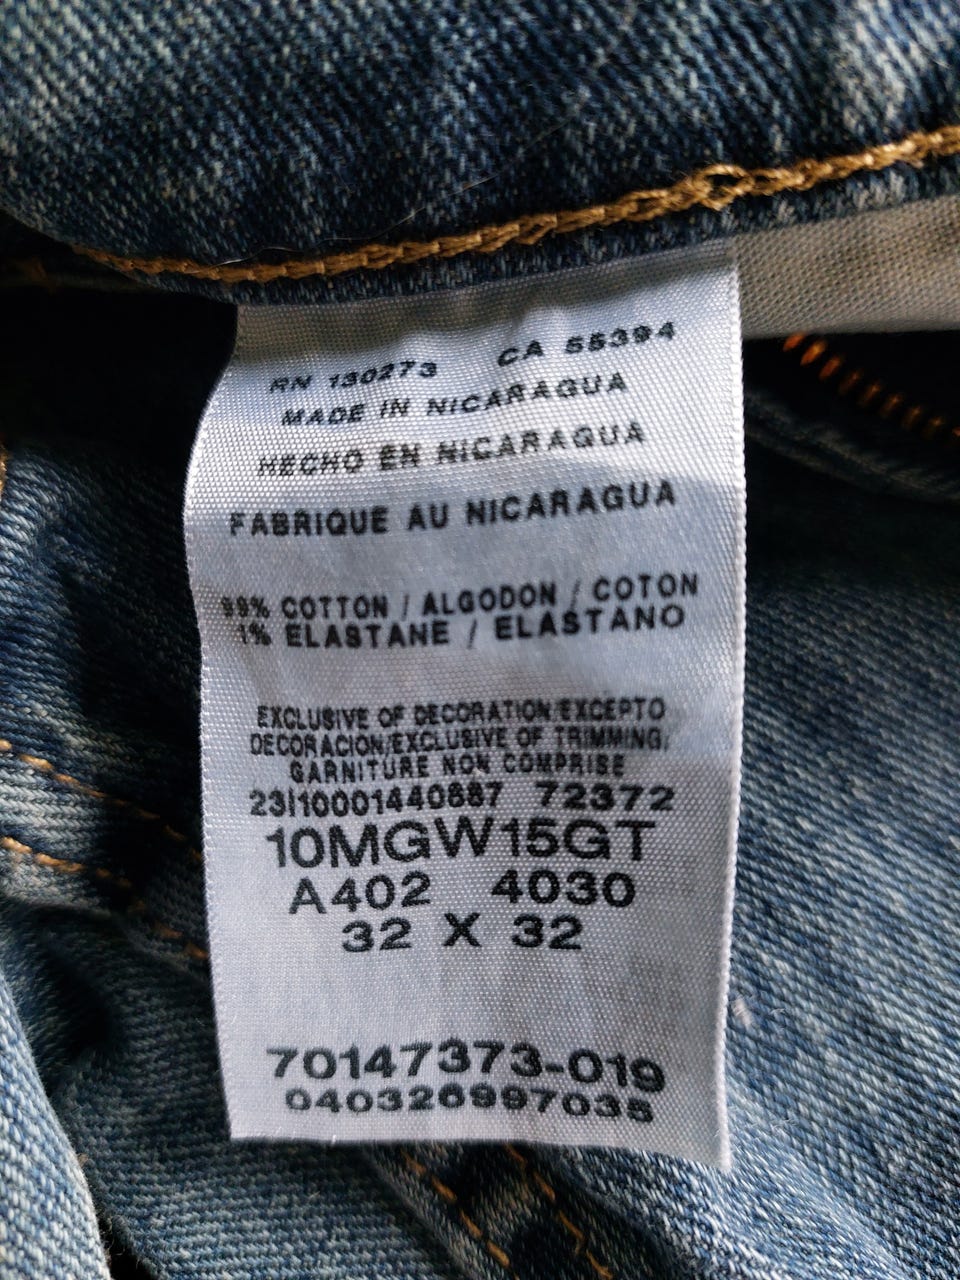 RN 130273 CA 55394
MADE IN NICARAGUA
HECHO EN NICARAGUA
FABRIQUE AU NICARAGUA
99% COTTON / ALGODON / COTON
1% ELASTANE / ELASTANO
EXCLUSIVE OF DECORATION/EXCEPTO
DECORACION/EXCLUSIVE OF TRIMMING,
GARNITURE NON COMPRISE
23|10001440887 72372
10MGW15GT
A402 4030
32 X 32
70147373-019
040326997035